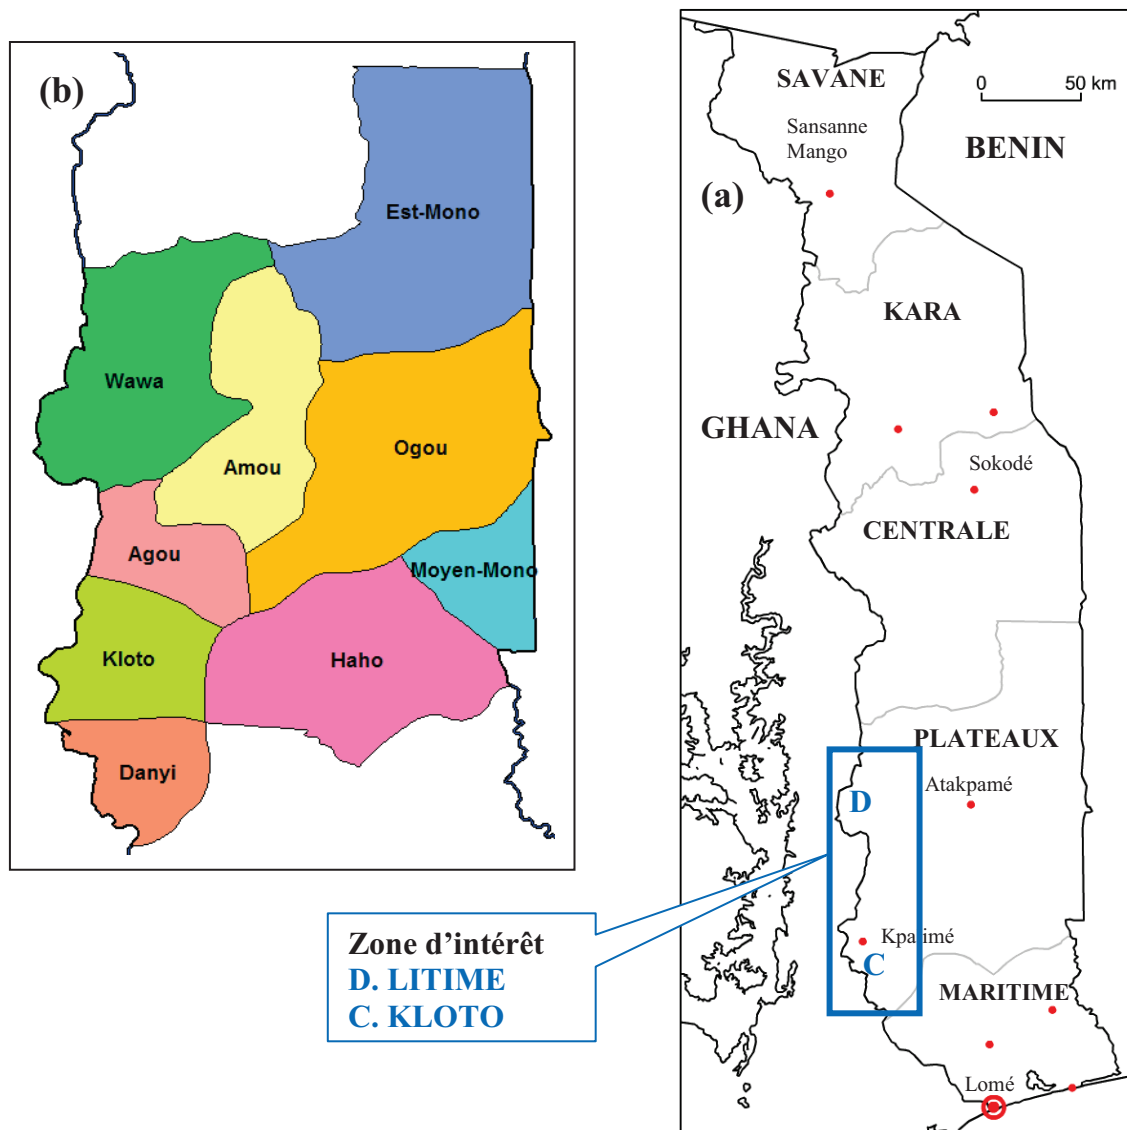 (b)
Est-Mono
Wawa
Amou
Ogou
Agou
Moyen-Mono
Kloto
Haho
Danyi
Zone d'intérêt
D. LITIME
C. KLOTO
(a)
SAVANE
0 50 km
Sansanne
Mango
BENIN
KARA
GHANA
Sokodé
CENTRALE
PLATEAUX
D
Atakpamé
Kpalimé
C
MARITIME
Lomé